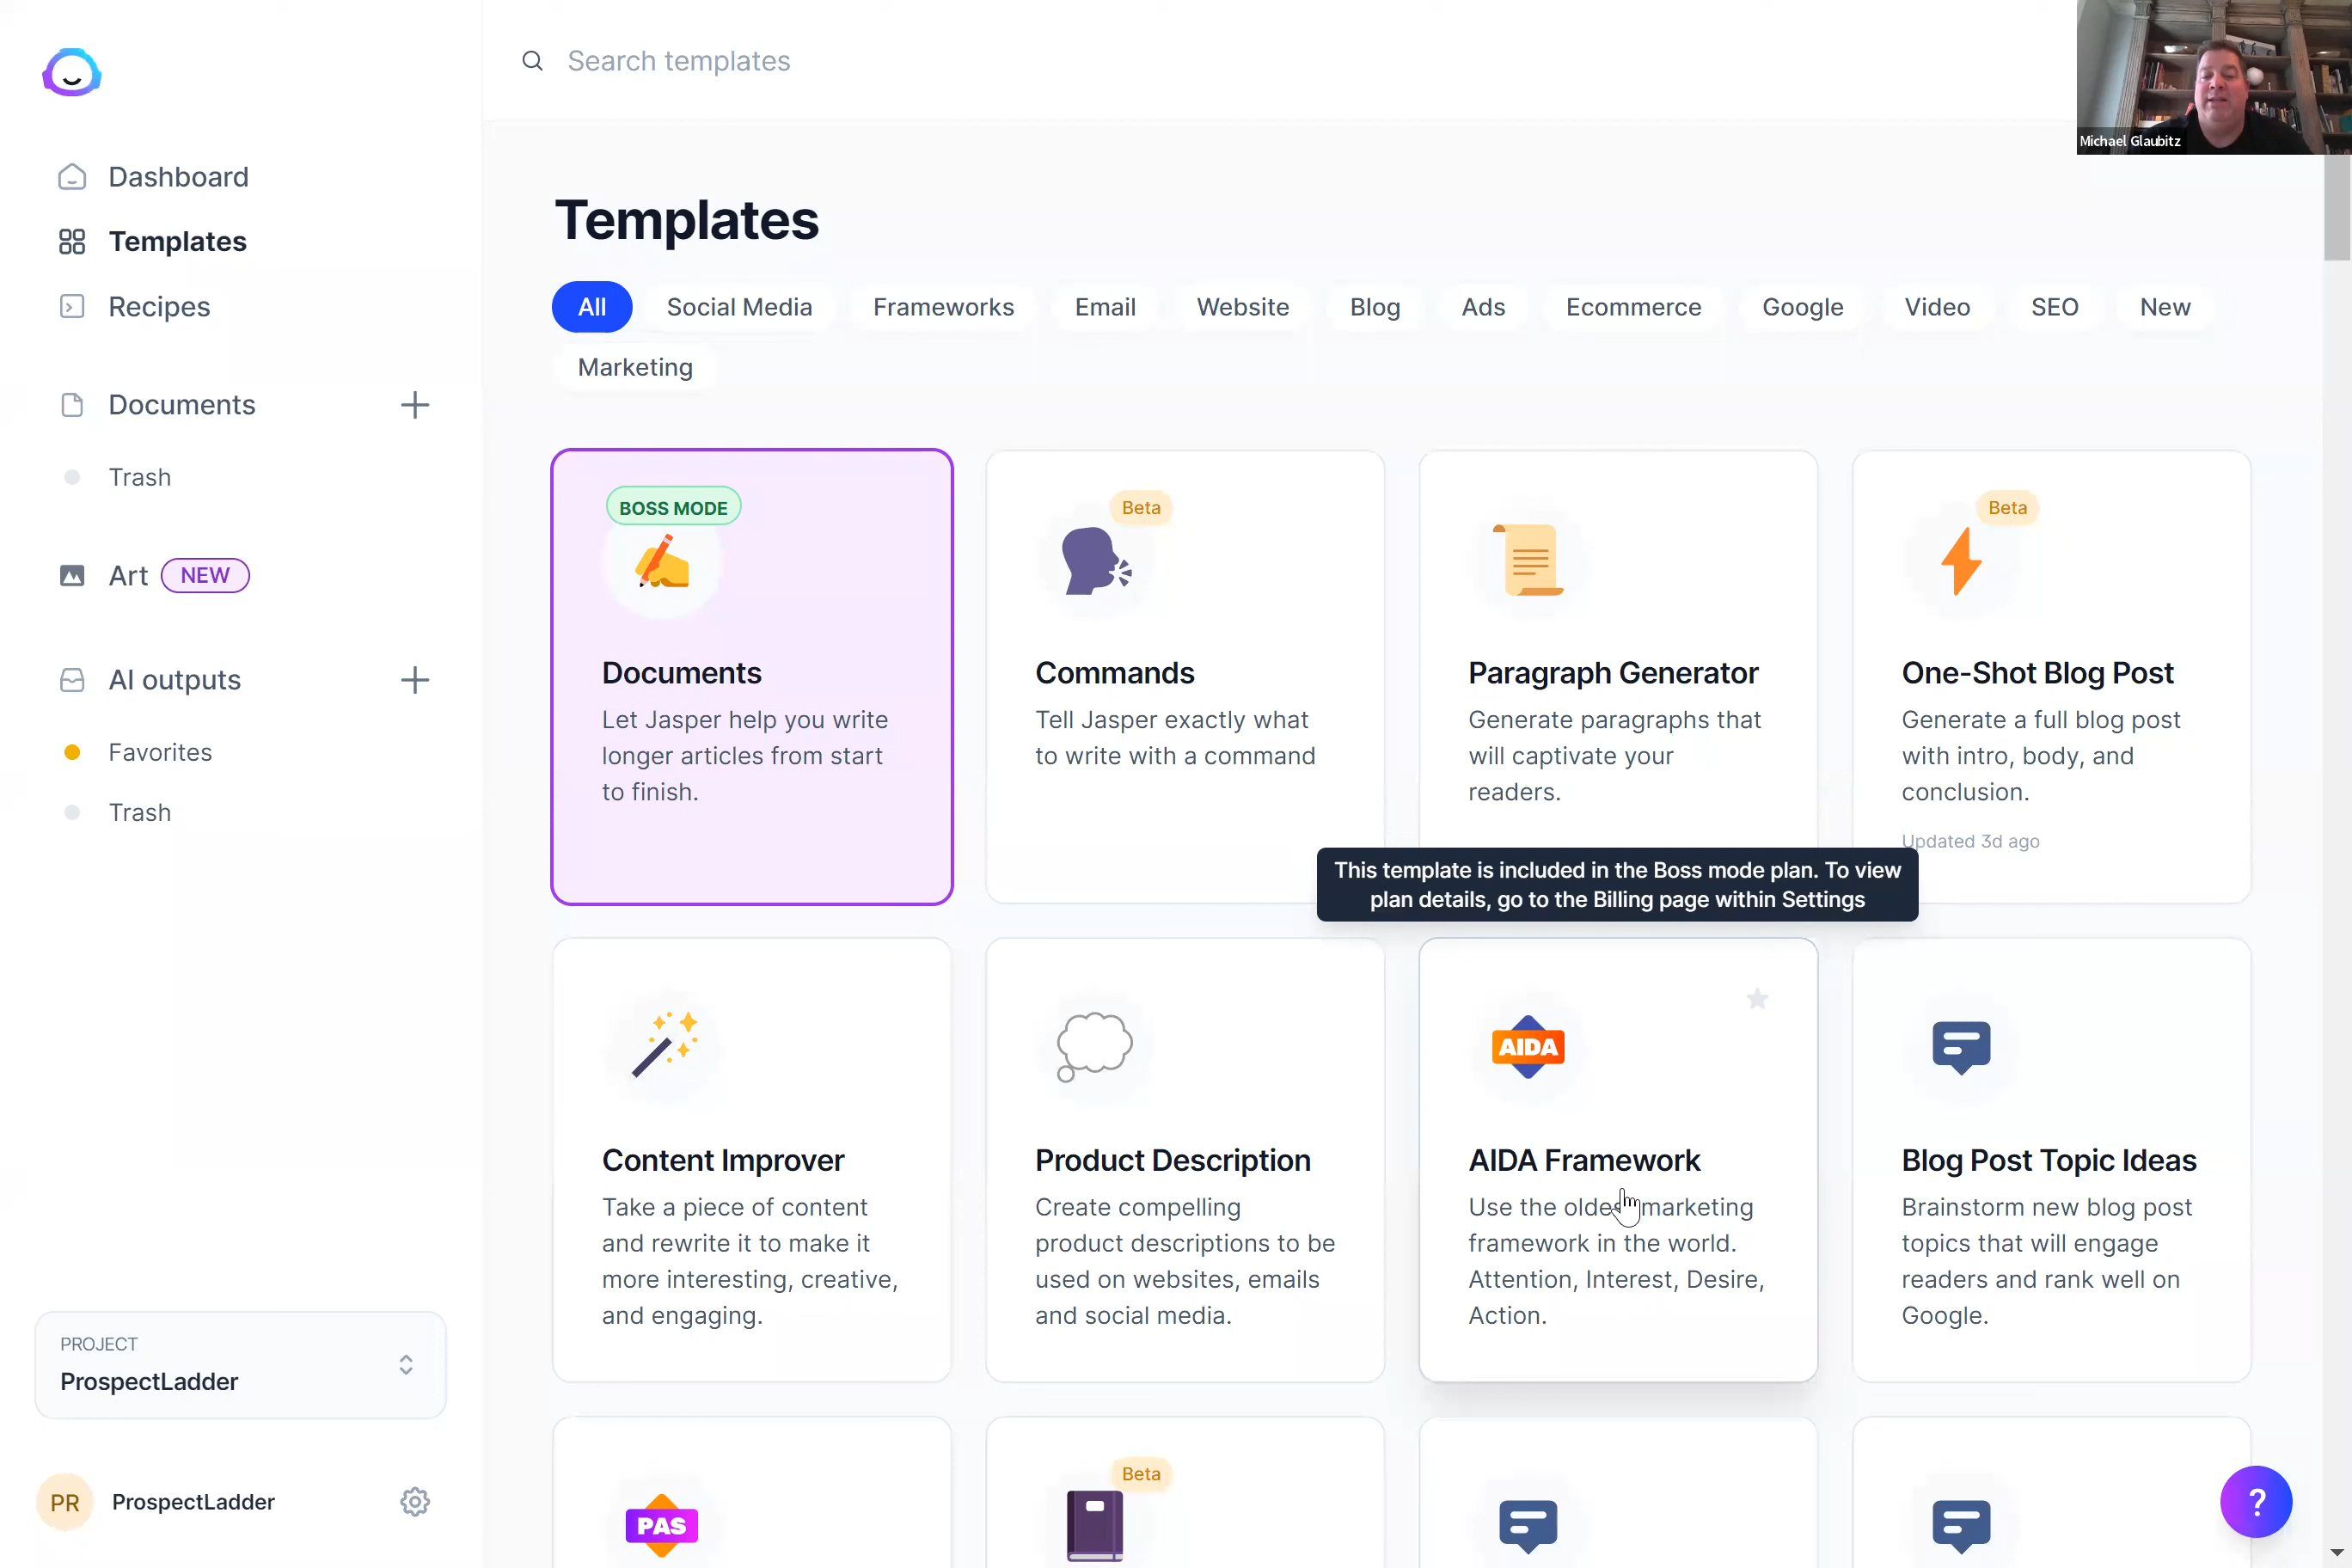 Search templates
Michael Glaubitz
Dashboard
Templates
Recipes
Documents
Trash
Art NEW
AI outputs
Favorites
Trash
PROJECT
ProspectLadder
PR ProspectLadder
Templates
All Social Media Frameworks Email Website Blog Ads Ecommerce Google Video SEO New
Marketing
BOSS MODE
Documents
Let Jasper help you write
longer articles from start
to finish.
Beta
Commands
Tell Jasper exactly what
to write with a command
Paragraph Generator
Generate paragraphs that
will captivate your
readers.
Beta
One-Shot Blog Post
Generate a full blog post
with intro, body, and
conclusion.
Updated 3d ago
This template is included in the Boss mode plan. To view
plan details, go to the Billing page within Settings
Content Improver
Take a piece of content
and rewrite it to make it
more interesting, creative,
and engaging.
Product Description
Create compelling
product descriptions to be
used on websites, emails
and social media.
AIDA
AIDA Framework
Use the marketing
framework in the world.
Attention, Interest, Desire,
Action.
Blog Post Topic Ideas
Brainstorm new blog post
topics that will engage
readers and rank well on
Google.
PAS
Beta
?